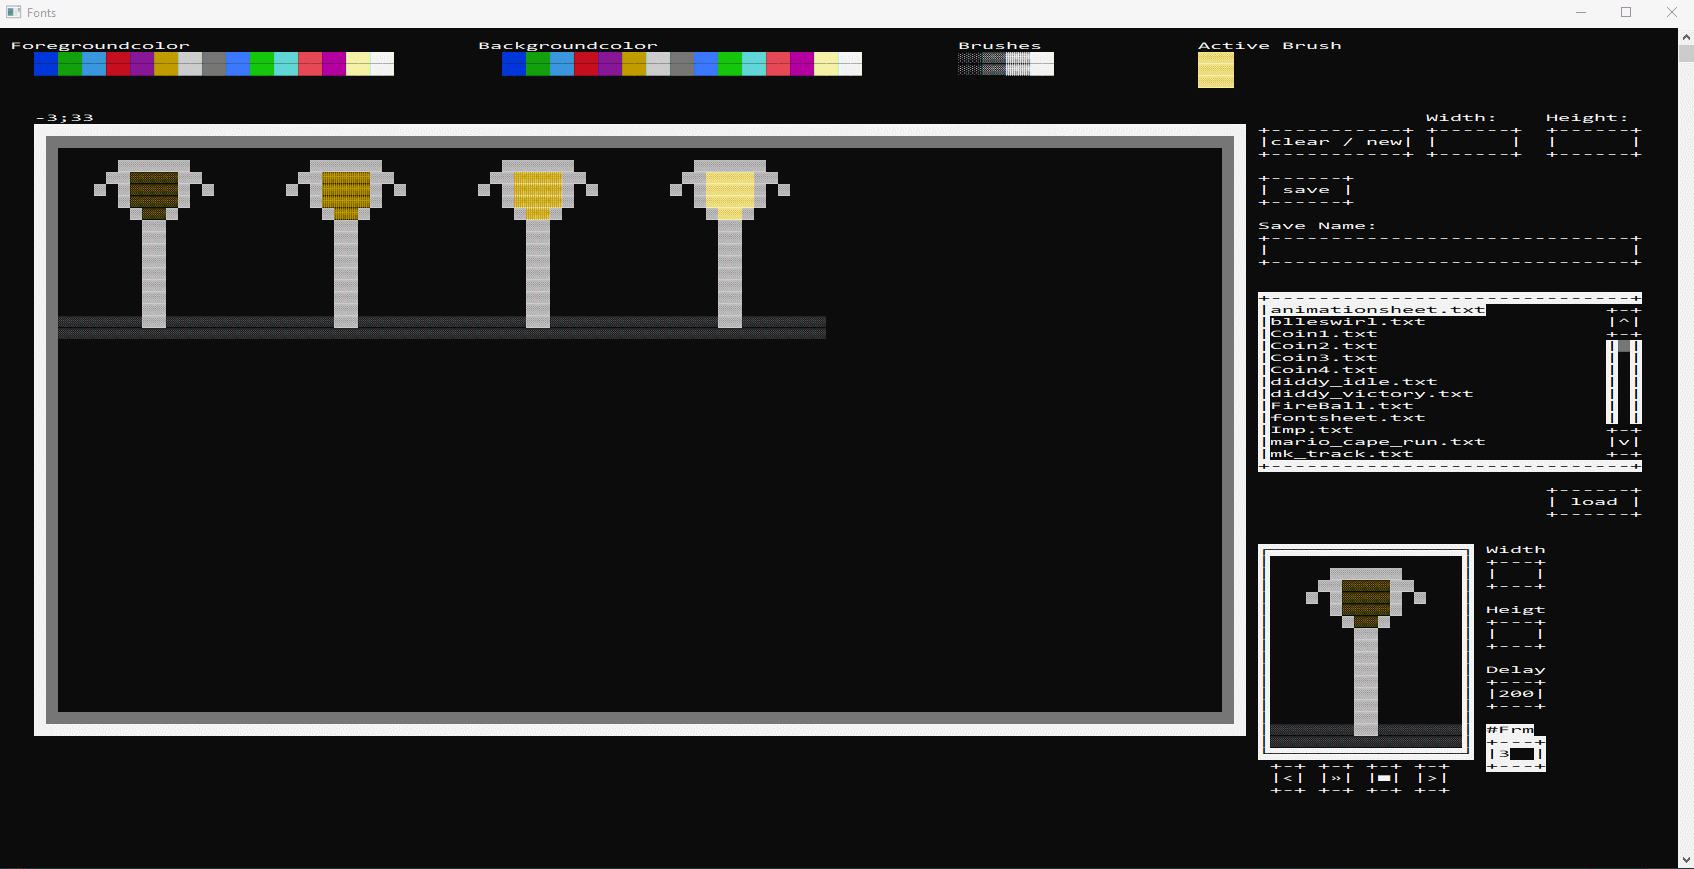 Fonts
Foregroundcolor Backgroundcolor Brushes Active Brush
-3;33
Width: Height:
clear / new
save
Save Name:
animationsheet.txt
blleswirl.txt
^
Coin1.txt
Coin2.txt
Coin3.txt
Coin4.txt
diddy_idle.txt
diddy_victory.txt
FireBall.txt
fontsheet.txt
Imp.txt
mario_cape_run.txt
v
mk_track.txt
load
Width
Heigt
Delay
200
#Frm
3
< » ■ >